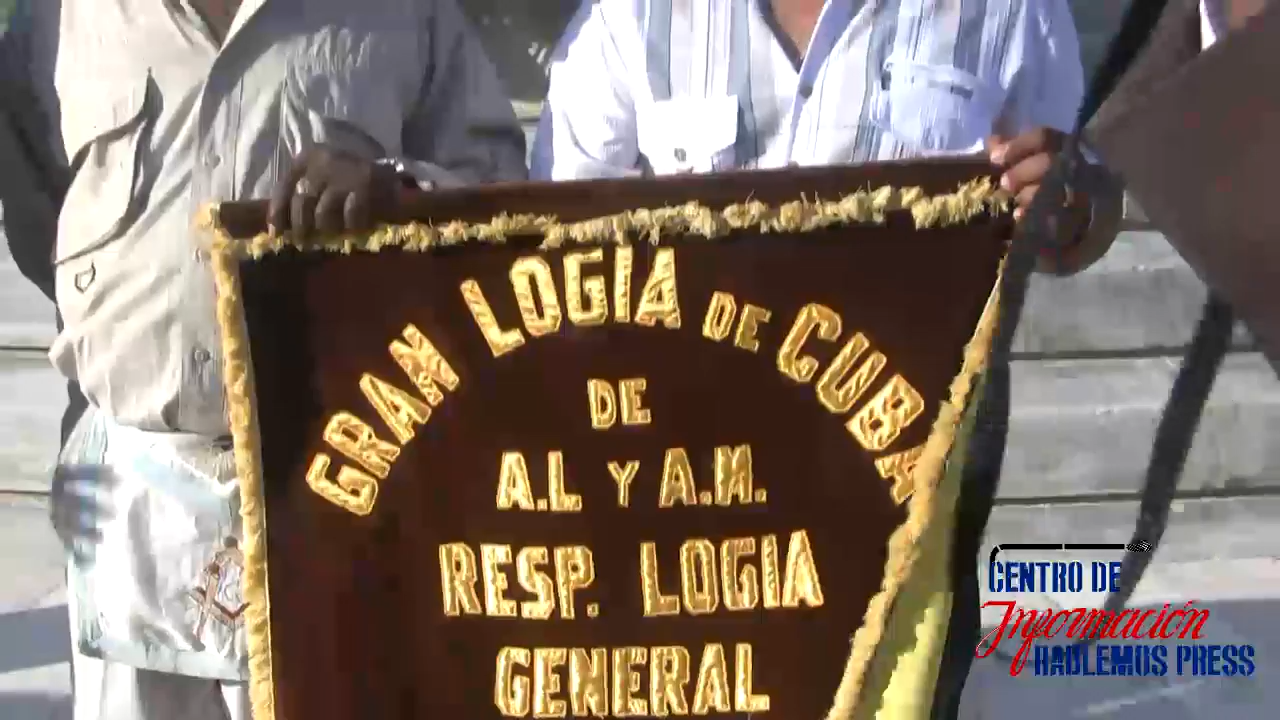 GRAN LOGIA DE CUBA
DE
A.L Y A.M.
RESP. LOGIA
GENERAL
CENTRO DE
Información
HABLEMOS PRESS